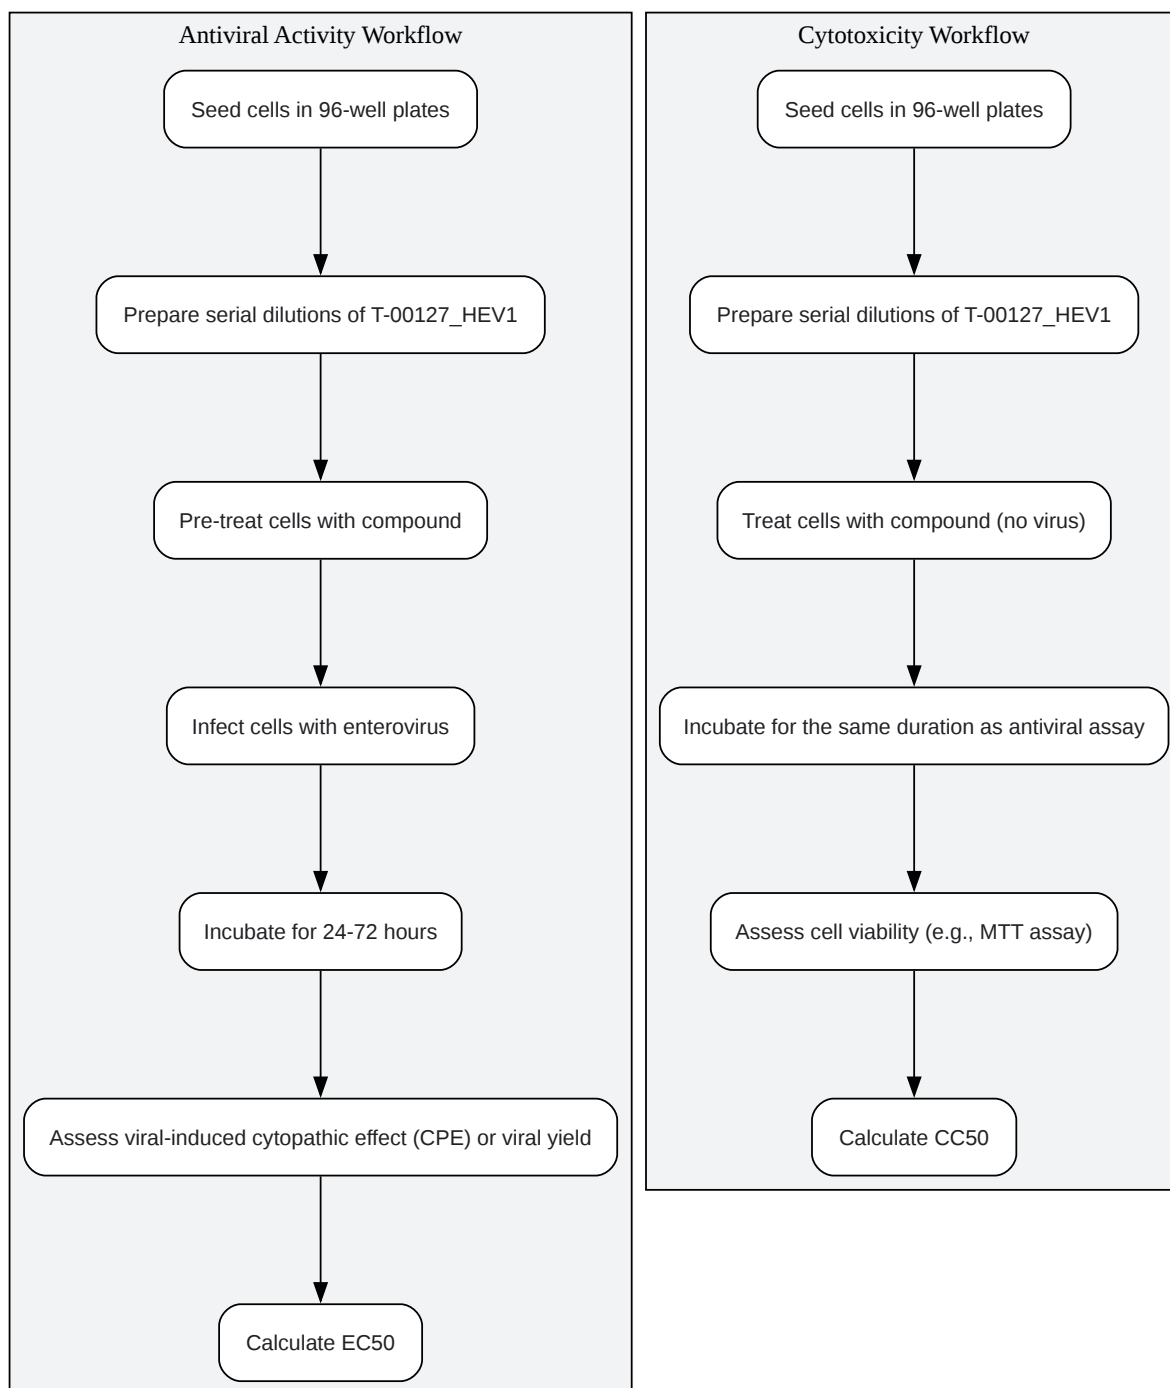 Antiviral Activity Workflow
Seed cells in 96-well plates
Prepare serial dilutions of T-00127_HEV1
Pre-treat cells with compound
Infect cells with enterovirus
Incubate for 24-72 hours
Assess viral-induced cytopathic effect (CPE) or viral yield
Calculate EC50
Cytotoxicity Workflow
Seed cells in 96-well plates
Prepare serial dilutions of T-00127_HEV1
Treat cells with compound (no virus)
Incubate for the same duration as antiviral assay
Assess cell viability (e.g., MTT assay)
Calculate CC50